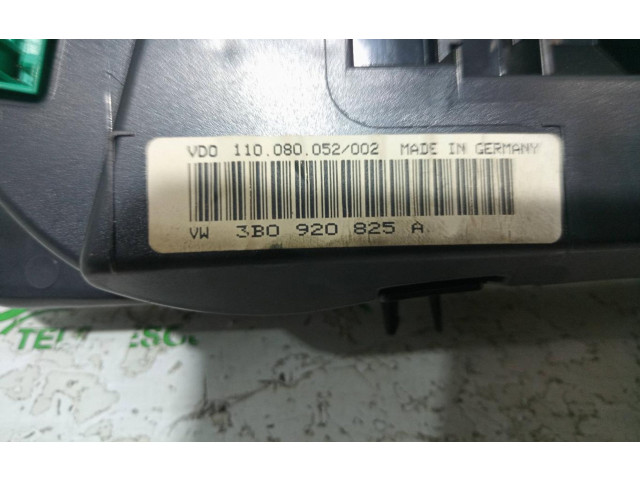 VDO 110.080.052/002 MADE IN GERMANY
VW 3B0 920 825 A